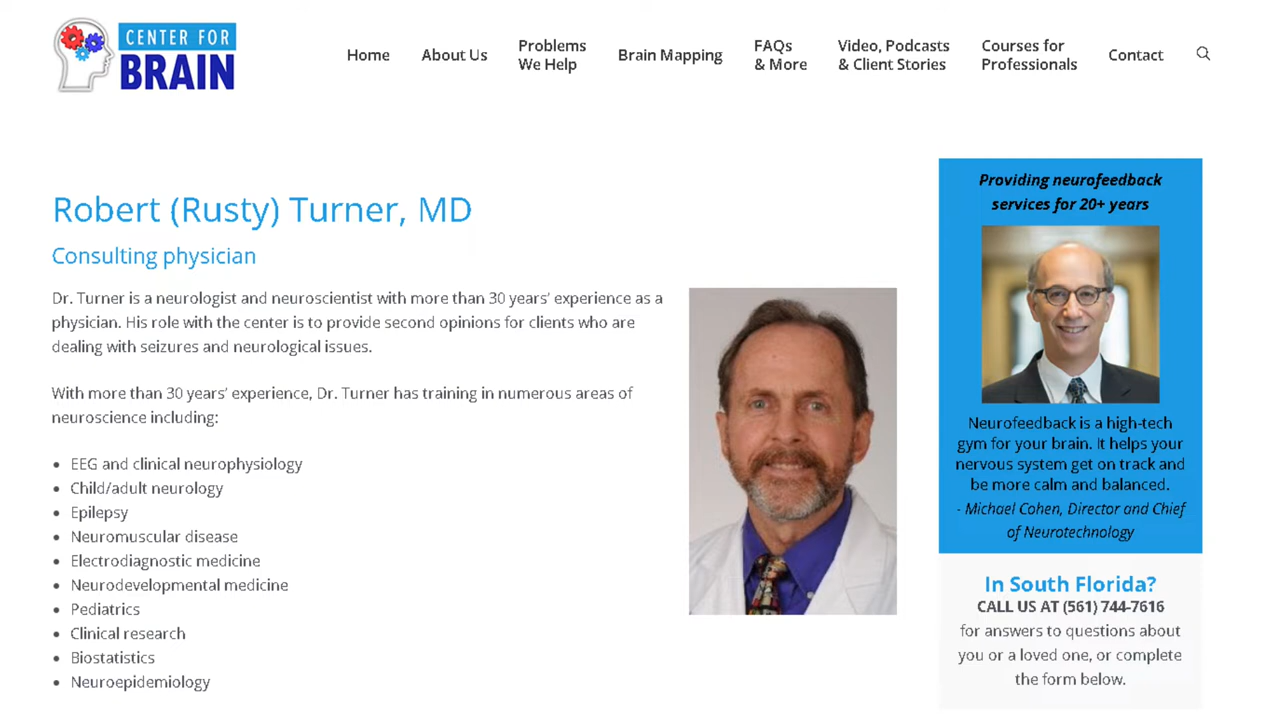 CENTER FOR
BRAIN
Home
About Us
Problems
We Help
Brain Mapping
FAQs
& More
Video, Podcasts
& Client Stories
Courses for
Professionals
Contact
Robert (Rusty) Turner, MD
Consulting physician
Dr. Turner is a neurologist and neuroscientist with more than 30 years’ experience as a
physician. His role with the center is to provide second opinions for clients who are
dealing with seizures and neurological issues.
With more than 30 years’ experience, Dr. Turner has training in numerous areas of
neuroscience including:
• EEG and clinical neurophysiology
• Child/adult neurology
• Epilepsy
• Neuromuscular disease
• Electrodiagnostic medicine
• Neurodevelopmental medicine
• Pediatrics
• Clinical research
• Biostatistics
• Neuroepidemiology
Providing neurofeedback
services for 20+ years
Neurofeedback is a high-tech
gym for your brain. It helps your
nervous system get on track and
be more calm and balanced.
- Michael Cohen, Director and Chief
of Neurotechnology
In South Florida?
CALL US AT (561) 744-7616
for answers to questions about
you or a loved one, or complete
the form below.